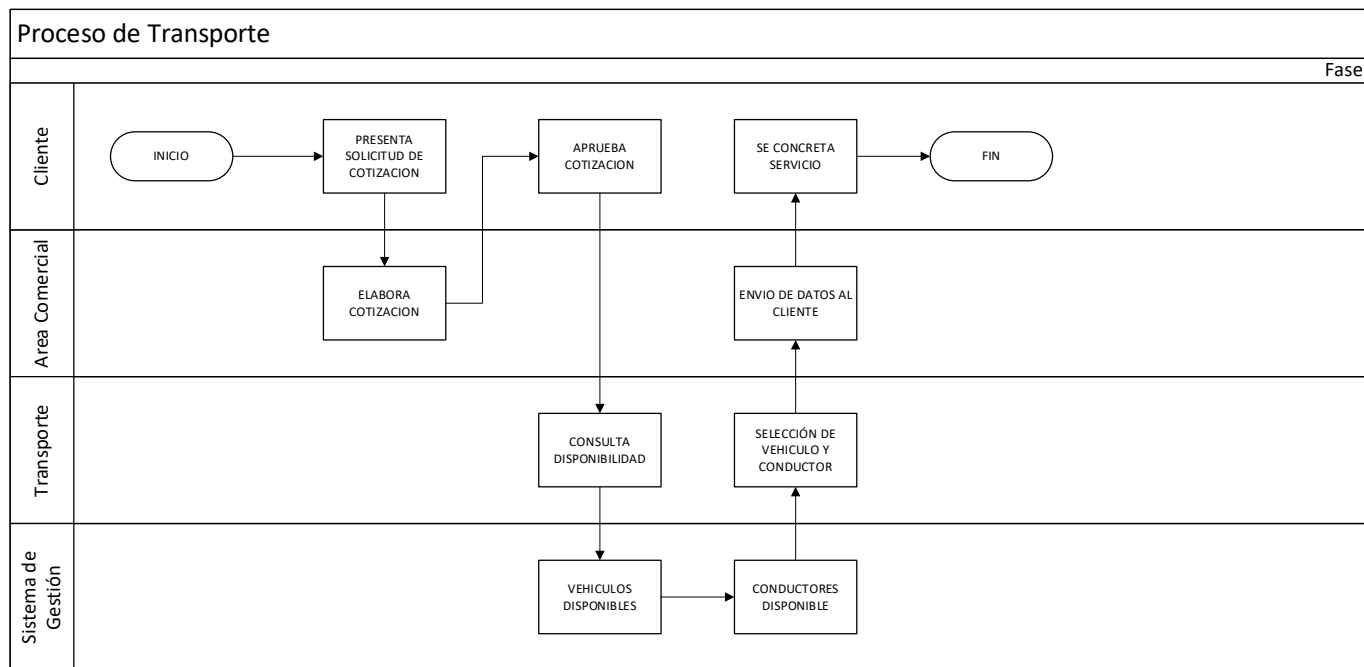 Proceso de Transporte
Fase
Cliente
INICIO
PRESENTA
SOLICITUD DE
COTIZACION
APRUEBA
COTIZACION
SE CONCRETA
SERVICIO
FIN
Area Comercial
ELABORA
COTIZACION
ENVIO DE DATOS AL
CLIENTE
Transporte
CONSULTA
DISPONIBILIDAD
SELECCIÓN DE
VEHICULO Y
CONDUCTOR
Sistema de
Gestión
VEHICULOS
DISPONIBLES
CONDUCTORES
DISPONIBLE